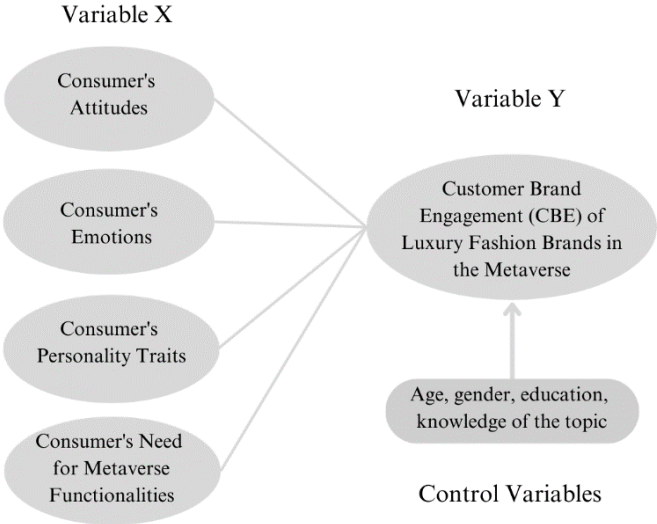 Variable X
Consumer's
Attitudes
Consumer's
Emotions
Consumer's
Personality Traits
Consumer's Need
for Metaverse
Functionalities
Variable Y
Customer Brand
Engagement (CBE) of
Luxury Fashion Brands in
the Metaverse
Age, gender, education,
knowledge of the topic
Control Variables